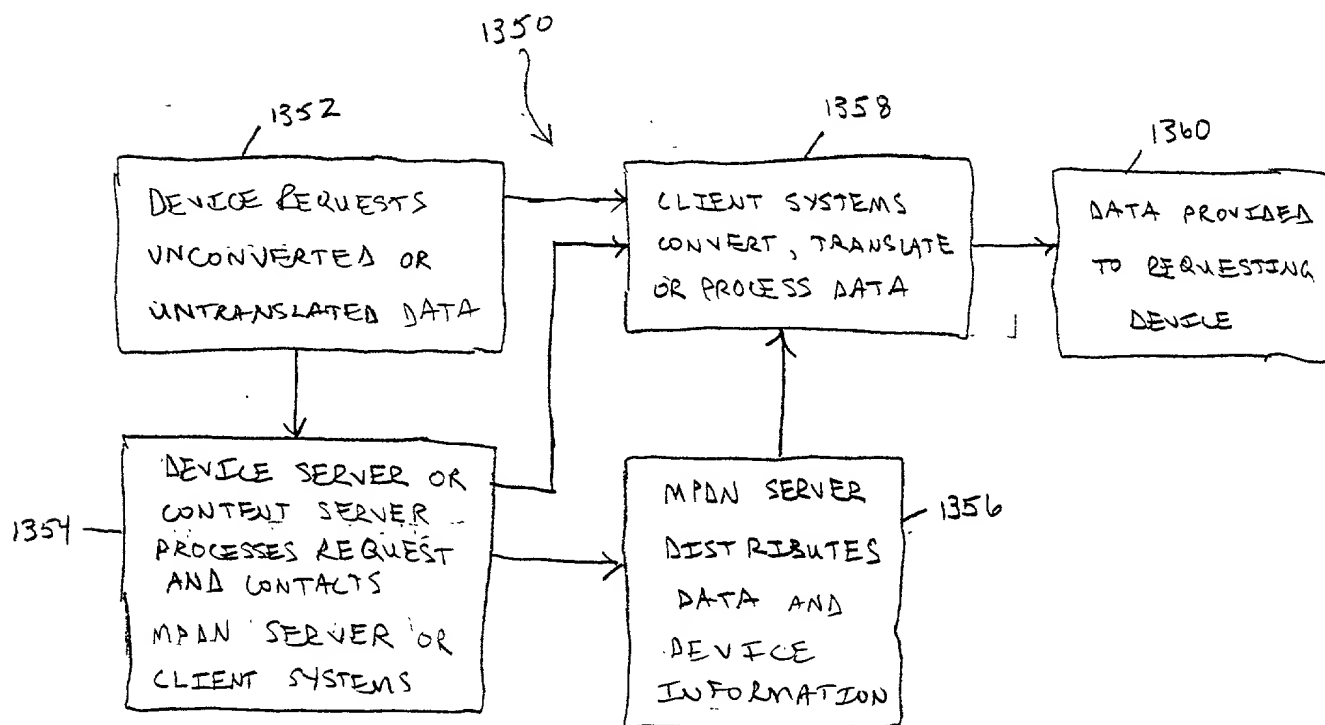 1350
1352
DEVICE REQUESTS
UNCONVERTED OR
UNTRANSLATED DATA
1358
CLIENT SYSTEMS
CONVERT, TRANSLATE
OR PROCESS DATA
1360
DATA PROVIDED
TO REQUESTING
DEVICE
1354
DEVICE SERVER OR
CONTENT SERVER
PROCESSES REQUEST
AND CONTACTS
MPDN SERVER OR
CLIENT SYSTEMS
1356
MPDN SERVER
DISTRIBUTES
DATA AND
DEVICE
INFORMATION